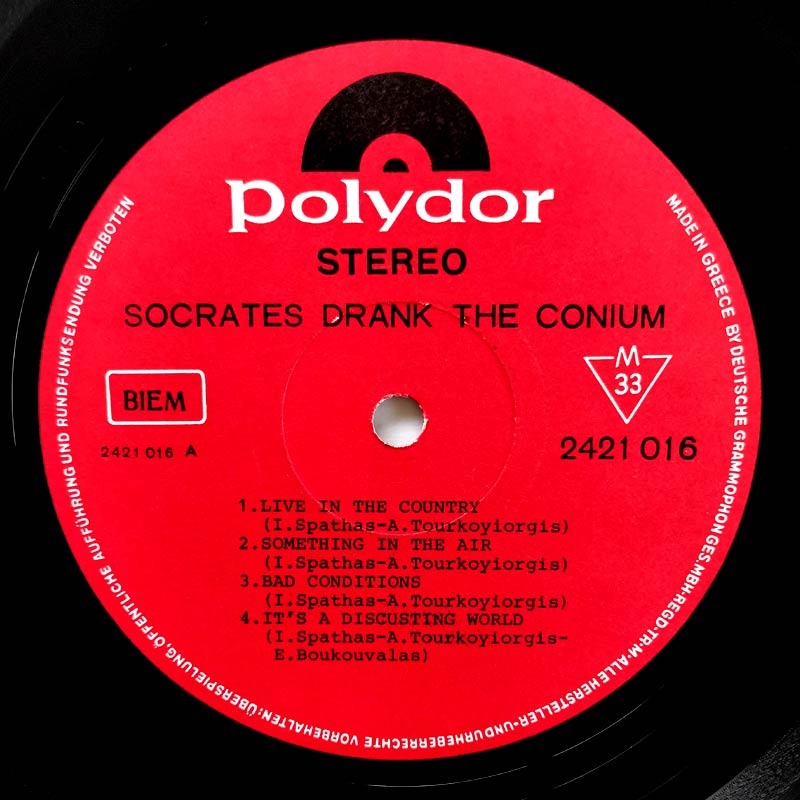 polydor
STEREO
SOCRATES DRANK THE CONIUM
BIEM
M
33
2421 016 A
2421 016
1.LIVE IN THE COUNTRY
(I.Spathas-A.Tourkoyiorgis)
2.SOMETHING IN THE AIR
(I.Spathas-A.Tourkoyiorgis)
3.BAD CONDITIONS
(I.Spathas-A.Tourkoyiorgis)
4.IT'S A DISCUSTING WORLD
(I.Spathas-A.Tourkoyiorgis-
E.Boukouvalas)
MADE IN GREECE BY DEUTSCHE GRAMMOPHON GES.MBH·REGD·TR·M·ALLE HERSTELLER-UND URHEBERRECHTE VORBEHALTEN: ÜBERSPIELUNG, ÖFFENTLICHE AUFFÜHRUNG UND RUNDFUNKSENDUNG VERBOTEN